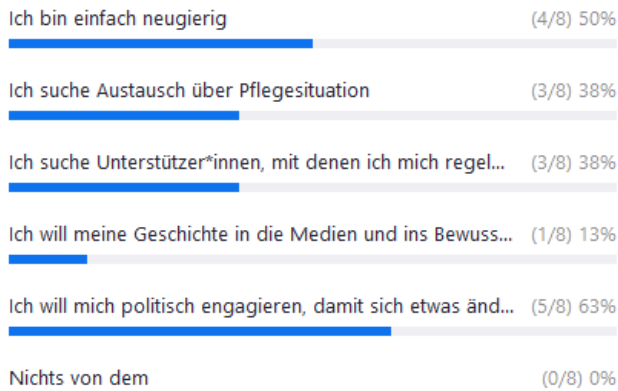 Ich bin einfach neugierig (4/8) 50%
Ich suche Austausch über Pflegesituation (3/8) 38%
Ich suche Unterstützer*innen, mit denen ich mich regel... (3/8) 38%
Ich will meine Geschichte in die Medien und ins Bewuss... (1/8) 13%
Ich will mich politisch engagieren, damit sich etwas änd... (5/8) 63%
Nichts von dem (0/8) 0%